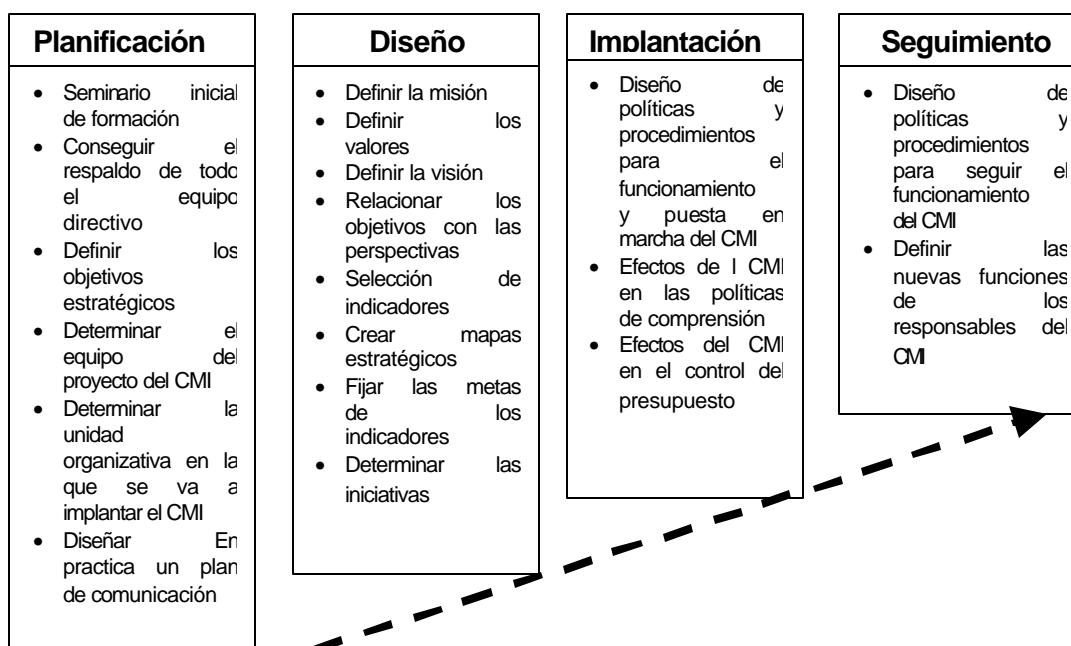 Planificación
• Seminario inicial
de formación
• Conseguir el
respaldo de todo
el equipo
directivo
• Definir los
objetivos
estratégicos
• Determinar el
equipo del
proyecto del CMI
• Determinar la
unidad
organizativa en la
que se va a
implantar el CMI
• Diseñar En
practica un plan
de comunicación
Diseño
• Definir la misión
• Definir los
valores
• Definir la visión
• Relacionar los
objetivos con las
perspectivas
• Selección de
indicadores
• Crear mapas
estratégicos
• Fijar las metas
de los
indicadores
• Determinar las
iniciativas
Implantación
• Diseño de
políticas y
procedimientos
para el
funcionamiento
y puesta en
marcha del CMI
• Efectos de l CMI
en las políticas
de comprensión
• Efectos del CMI
en el control del
presupuesto
Seguimiento
• Diseño de
políticas y
procedimientos
para seguir el
funcionamiento
del CMI
• Definir las
nuevas funciones
de los
responsables del
CMI